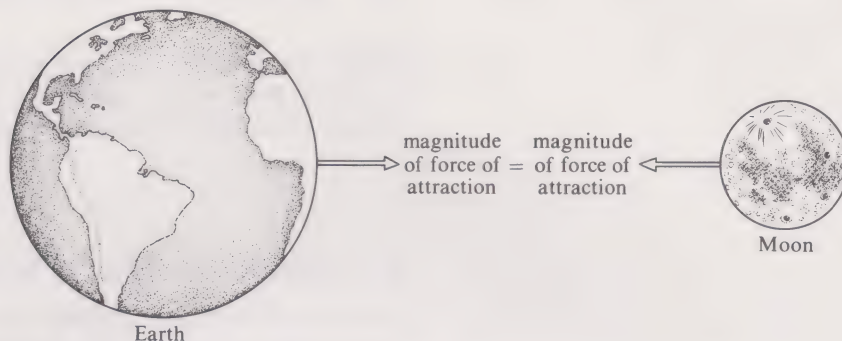 magnitude
of force of
attraction
=
magnitude
of force of
attraction
Moon
Earth